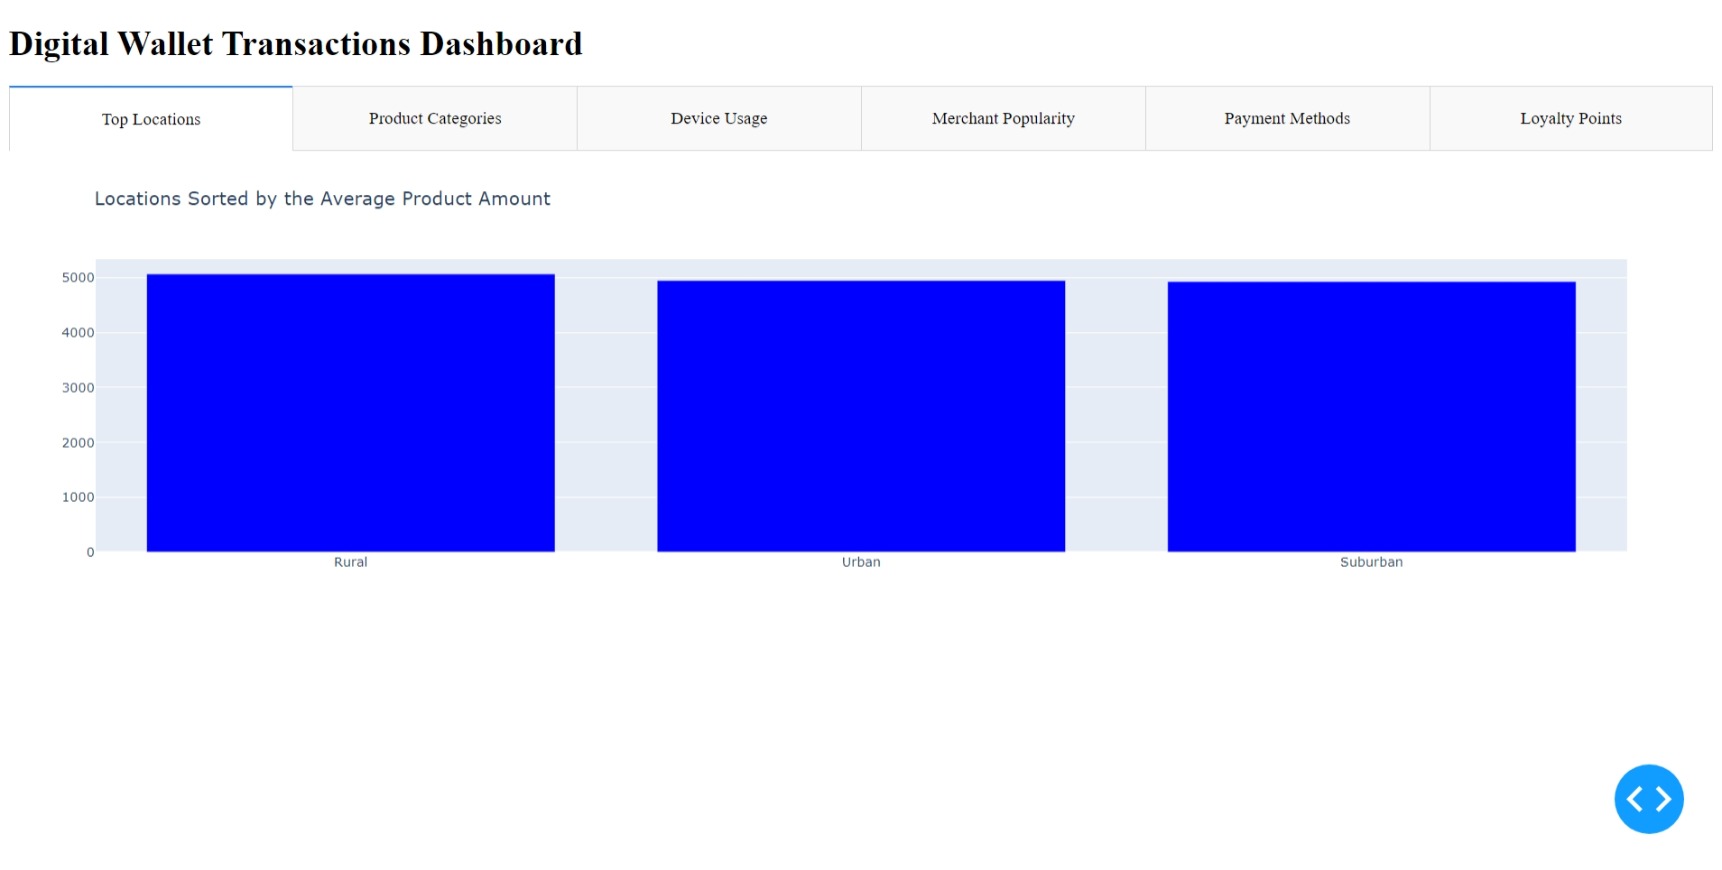 Digital Wallet Transactions Dashboard
Top Locations
Product Categories
Device Usage
Merchant Popularity
Payment Methods
Loyalty Points
Locations Sorted by the Average Product Amount
5000
4000
3000
2000
1000
0
Rural
Urban
Suburban